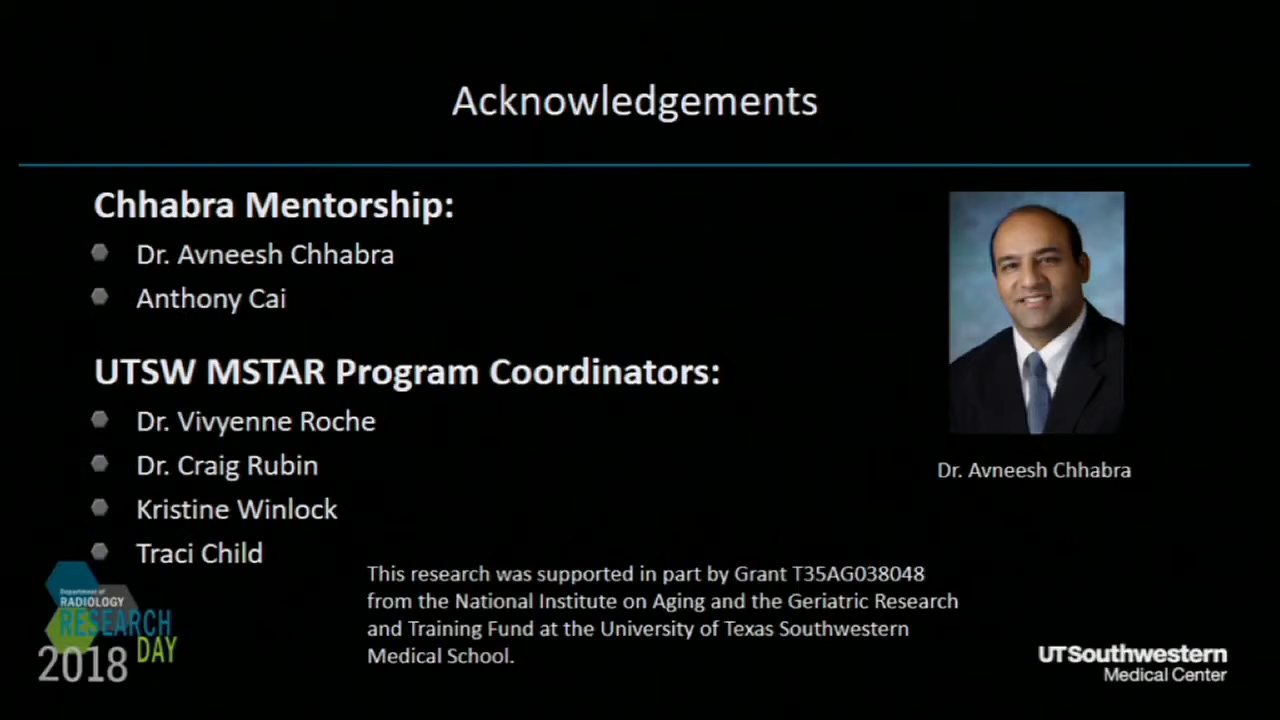 Acknowledgements
Chhabra Mentorship:
Dr. Avneesh Chhabra
Anthony Cai
UTSW MSTAR Program Coordinators:
Dr. Vivyenne Roche
Dr. Craig Rubin
Kristine Winlock
Traci Child
Dr. Avneesh Chhabra
This research was supported in part by Grant T35AG038048
from the National Institute on Aging and the Geriatric Research
and Training Fund at the University of Texas Southwestern
Medical School.
Department of
RADIOLOGY
RESEARCH
DAY
2018
UTSouthwestern
Medical Center